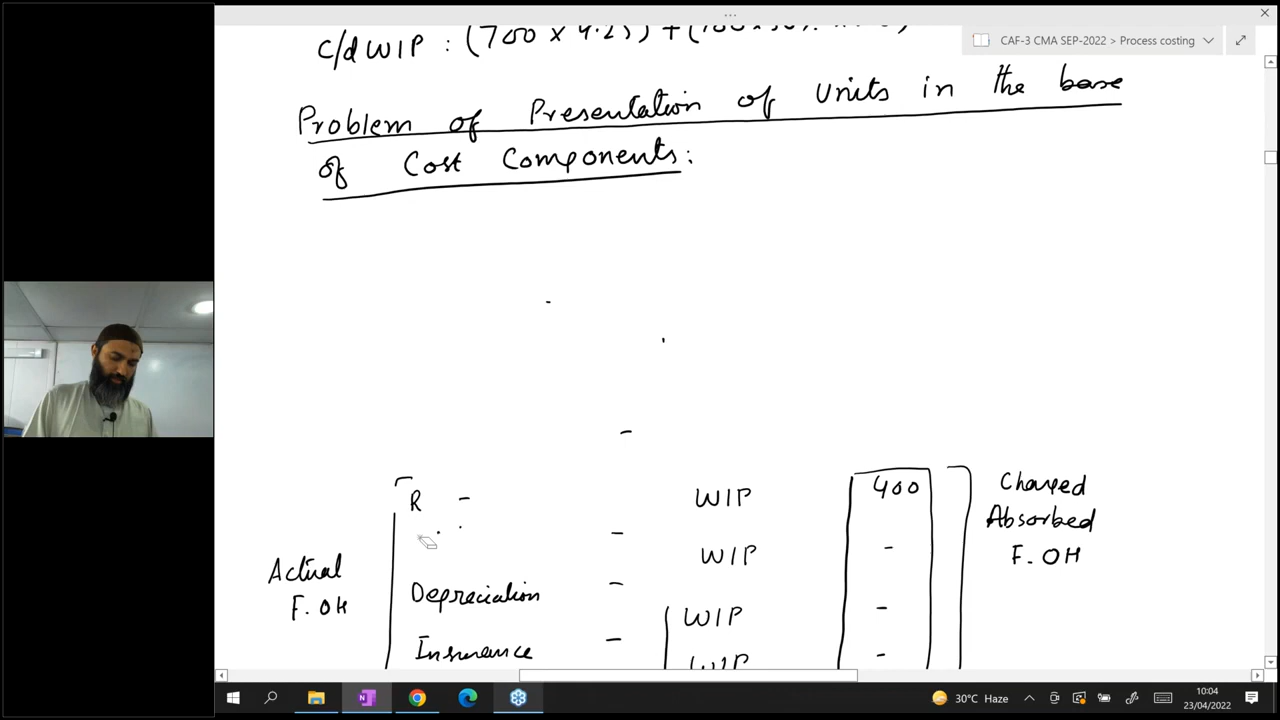 CAF-3 CMA SEP-2022 > Process costing
c/d WIP : (700 x 4.25) + (
Problem of Presentation of Units in the base
of Cost Components:
R - WIP 400 Charged
Absorbed
- WIP - F. OH
Actual
F. OH
Depreciation - WIP -
Insurance - WIP -
30°C Haze
10:04
23/04/2022